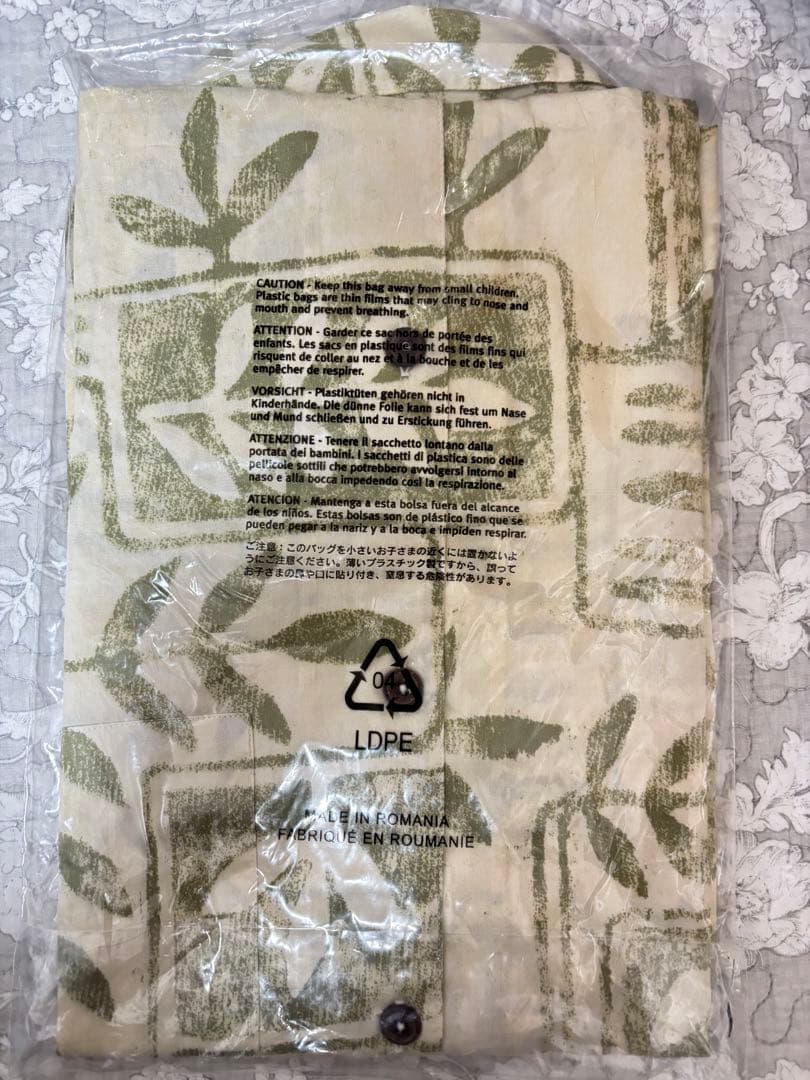 CAUTION - Keep this bag away from small children.
Plastic bags are thin films that may cling to nose and
mouth and prevent breathing.
ATTENTION - Garder ce sac hors de portée des
enfants. Les sacs en plastique sont des films fins qui
risquent de coller au nez et à la bouche et de les
empêcher de respirer.
VORSICHT - Plastiktüten gehören nicht in
Kinderhände. Die dünne Folie kann sich fest um Nase
und Mund schließen und zu Erstickung führen.
ATTENZIONE - Tenere il sacchetto lontano dalla
portata dei bambini. I sacchetti di plastica sono delle
pellicole sottili che potrebbero avvolgersi intorno al
naso e alla bocca impedendo così la respirazione.
ATENCION - Mantenga a esta bolsa fuera del alcance
de los niños. Estas bolsas son de plástico fino que se
pueden pegar a la nariz y a la boca e impiden respirar.
ご注意：このバッグを小さいお子さまの近くには置かないよ
うにご注意ください。薄いプラスチック製ですから、誤って
お子さまの鼻や口に貼り付き、窒息する危険性があります。
04
LDPE
MADE IN ROMANIA
FABRIQUÉ EN ROUMANIE